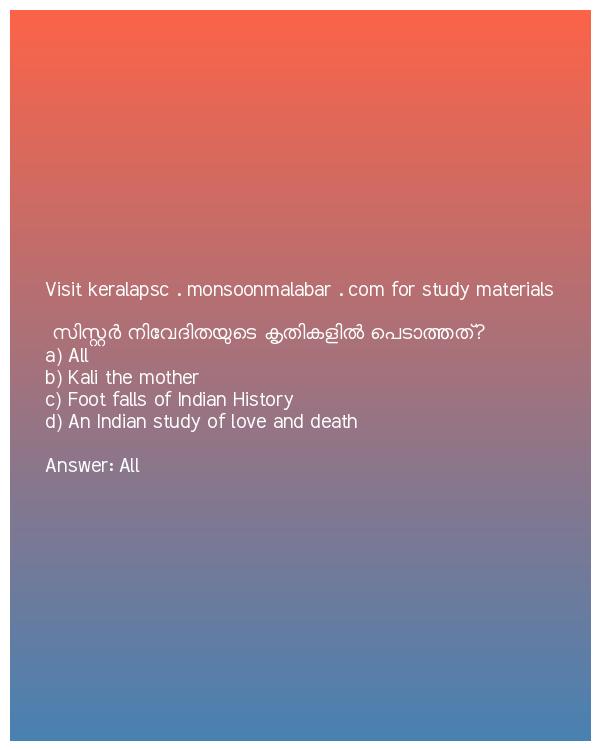 Visit keralapsc . monsoonmalabar . com for study materials
സിസ്റ്റർ നിവേദിതയുടെ കൃതികളിൽ പെടാത്തത്?
a) All
b) Kali the mother
c) Foot falls of Indian History
d) An Indian study of love and death
Answer: All